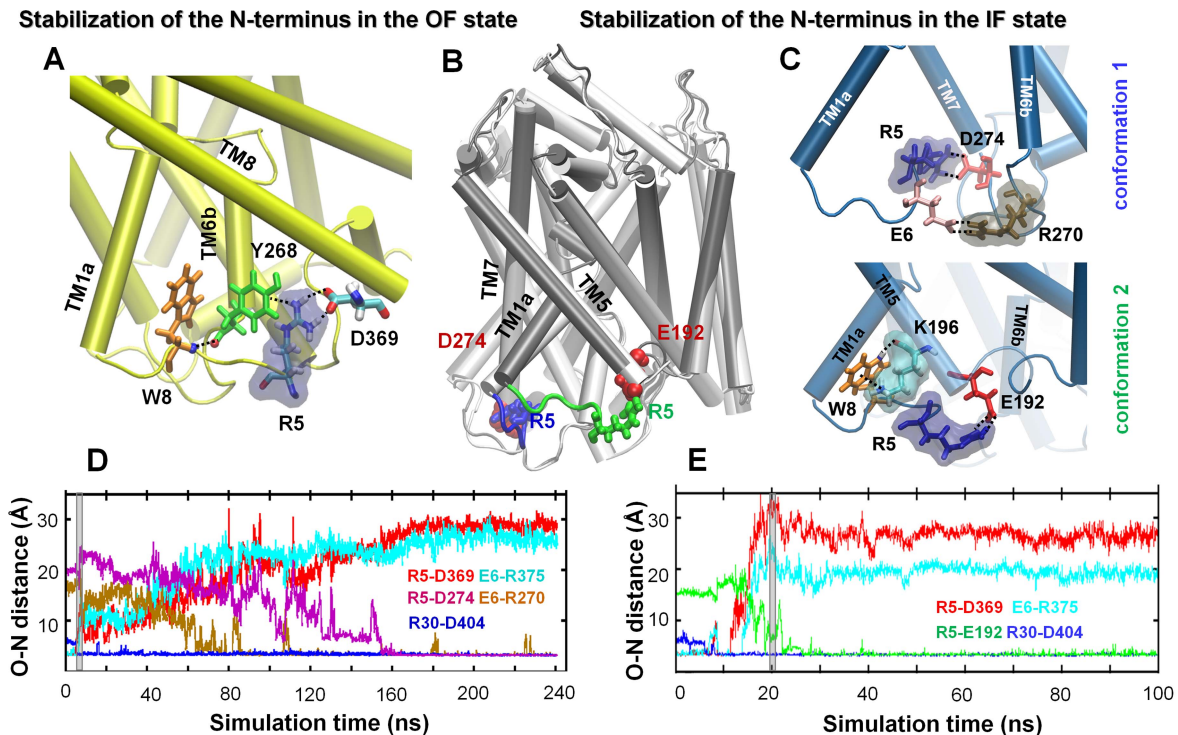 Stabilization of the N-terminus in the OF state
Stabilization of the N-terminus in the IF state
A
TM8
TM6b
Y268
TM1a
D369
W8
R5
B
TM7
TM1a
TM5
D274
E192
R5
R5
C
TM1a
TM7
TM6b
R5
D274
E6
R270
conformation 1
TM5
TM1a
K196
TM6b
W8
E192
R5
conformation 2
D
O-N distance (Å)
30
20
10
R5-D369 E6-R375
R5-D274 E6-R270
R30-D404
0 40 80 120 160 200 240
Simulation time (ns)
E
O-N distance (Å)
30
20
10
0
R5-D369 E6-R375
R5-E192 R30-D404
0 20 40 60 80 100
Simulation time (ns)